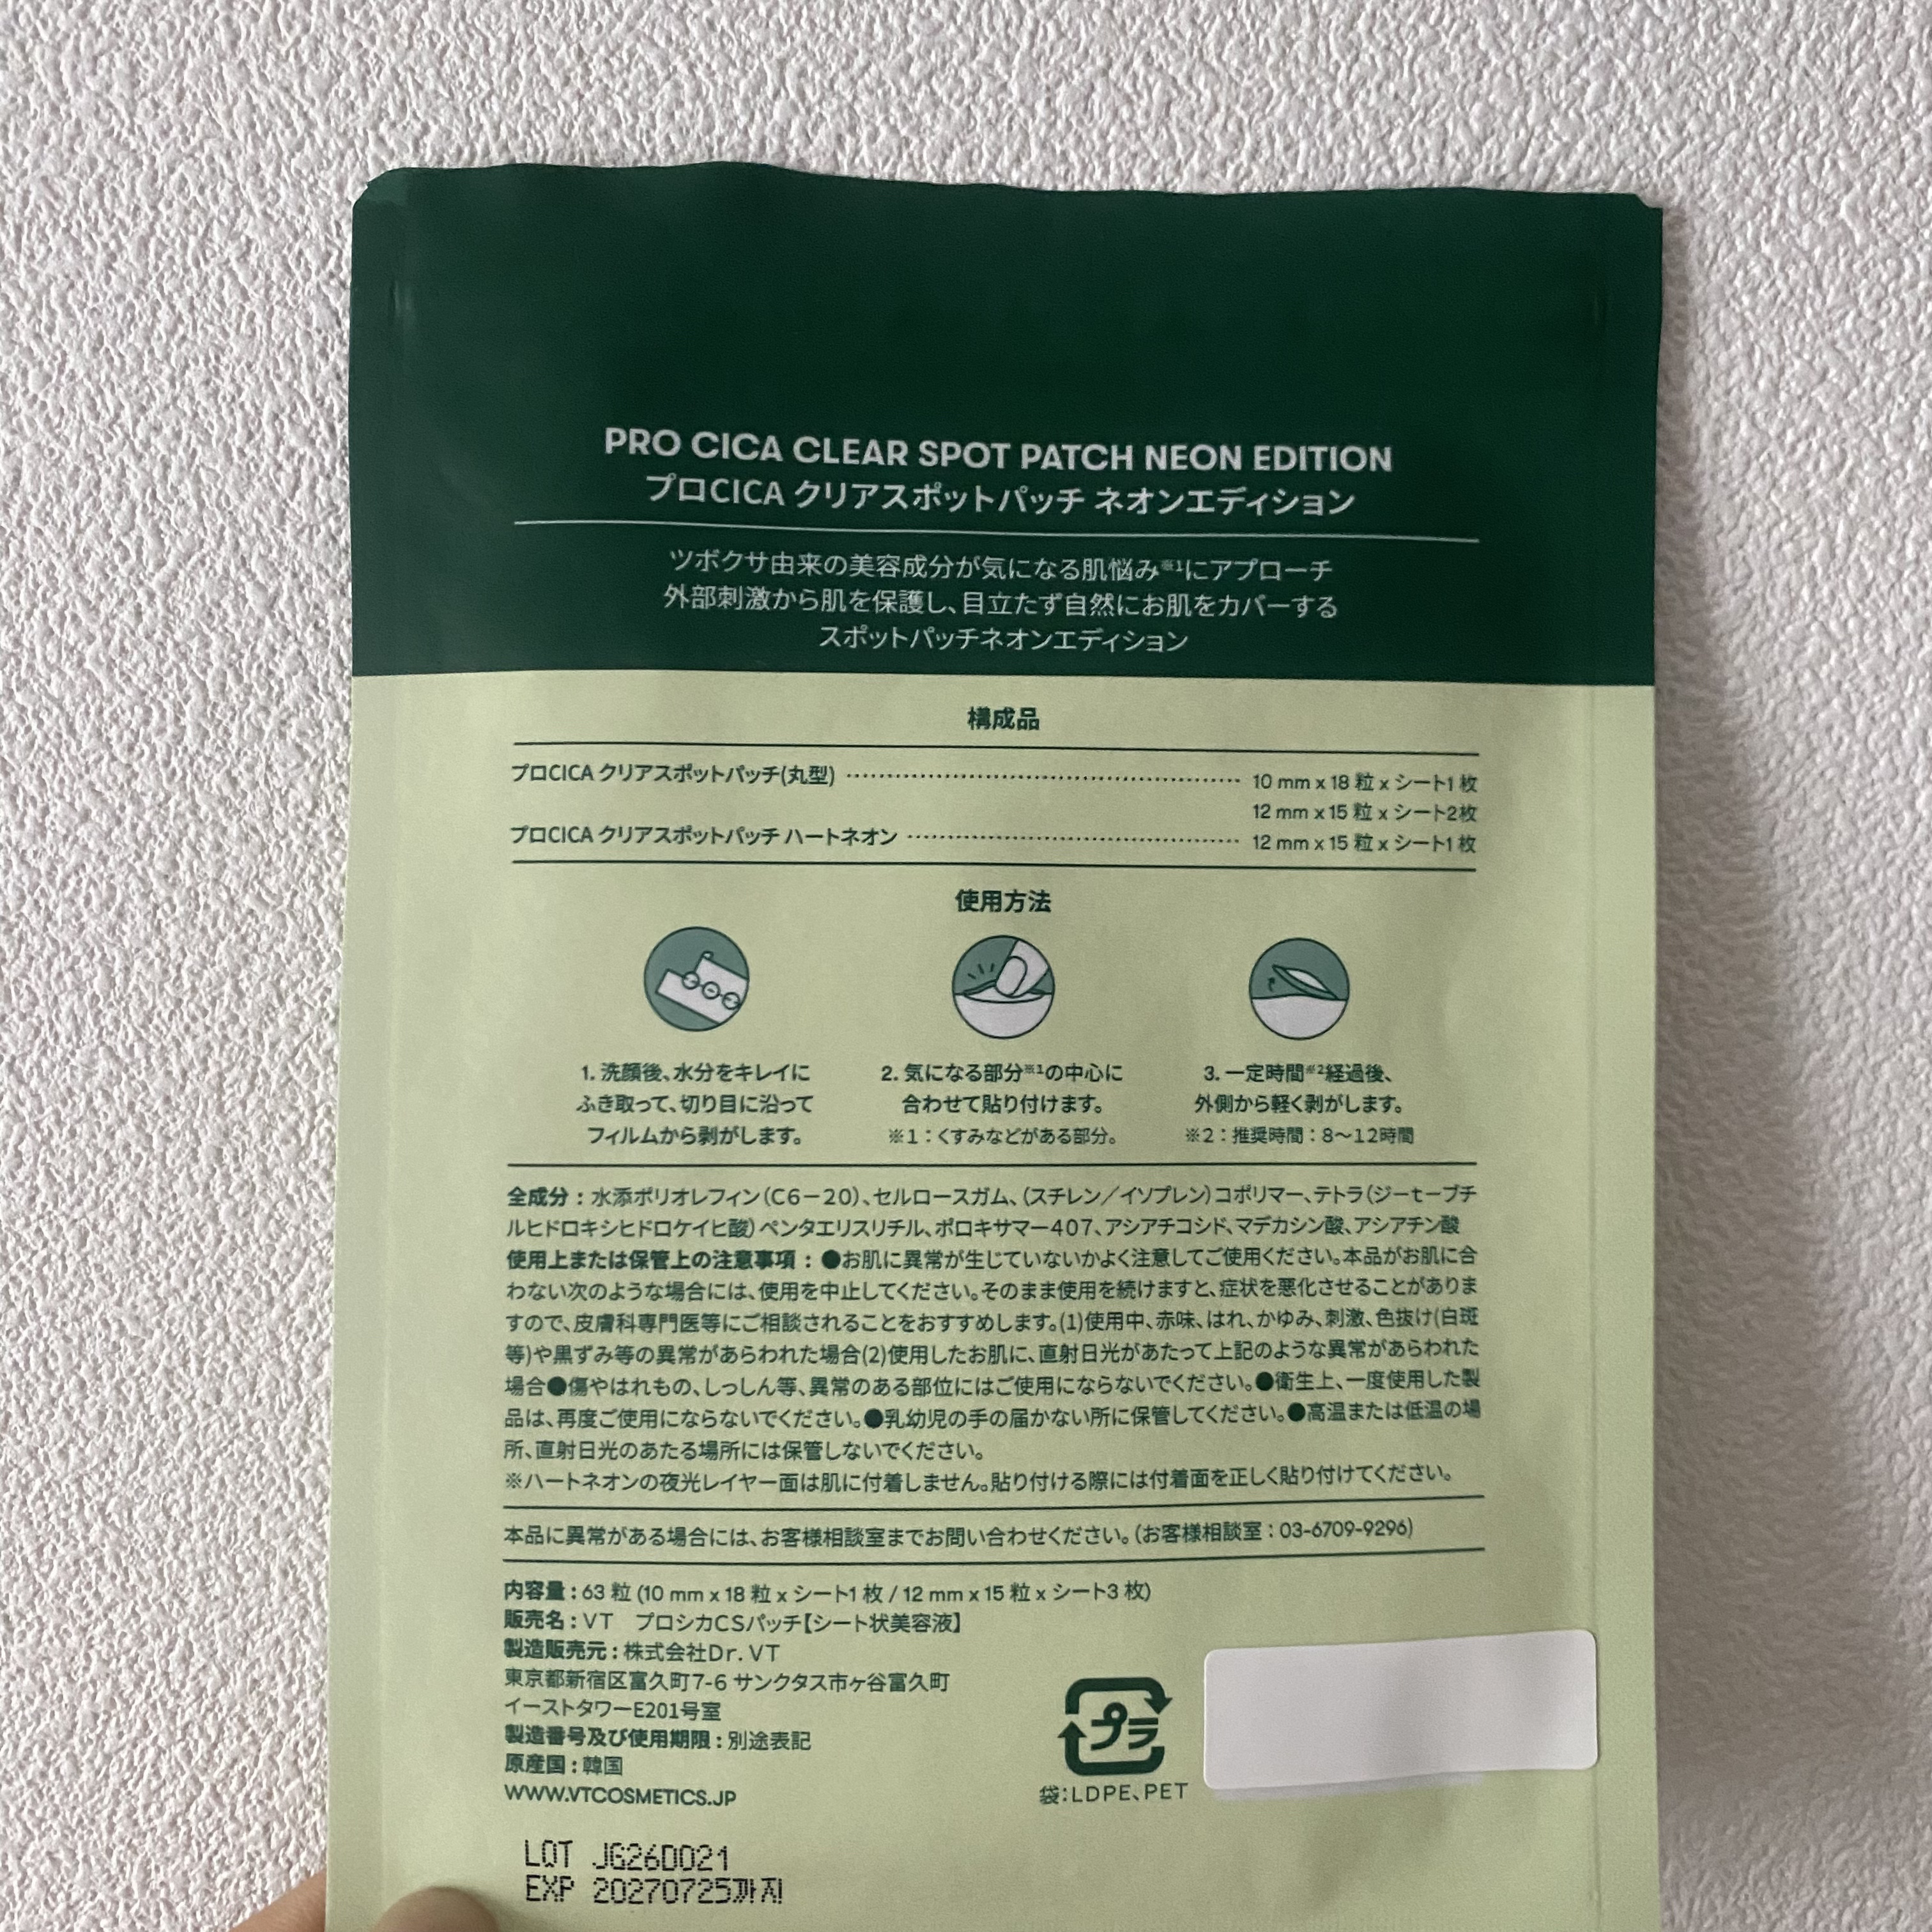 PRO CICA CLEAR SPOT PATCH NEON EDITION
プロCICA クリアスポットパッチ ネオンエディション
ツボクサ由来の美容成分が気になる肌悩み※1にアプローチ
外部刺激から肌を保護し、目立たず自然にお肌をカバーする
スポットパッチネオンエディション
構成品
プロCICA クリアスポットパッチ(丸型) 10 mm x 18 粒 x シート1 枚
12 mm x 15 粒 x シート2枚
プロCICA クリアスポットパッチ ハートネオン 12 mm x 15 粒 x シート1 枚
使用方法
1. 洗顔後、水分をキレイに
ふき取って、切り目に沿って
フィルムから剥がします。
2. 気になる部分※1の中心に
合わせて貼り付けます。
※1：くすみなどがある部分。
3. 一定時間※2経過後、
外側から軽く剥がします。
※2：推奨時間：8〜12時間
全成分：水添ポリオレフィン（C6−20）、セルロースガム、（スチレン／イソプレン）コポリマー、テトラ（ジーtーブチ
ルヒドロキシヒドロケイヒ酸）ペンタエリスリチル、ポロキサマー407、アシアチコシド、マデカシン酸、アシアチン酸
使用上または保管上の注意事項：●お肌に異常が生じていないかよく注意してご使用ください。本品がお肌に合
わない次のような場合には、使用を中止してください。そのまま使用を続けますと、症状を悪化させることがありま
すので、皮膚科専門医等にご相談されることをおすすめします。(1)使用中、赤味、はれ、かゆみ、刺激、色抜け(白斑
等)や黒ずみ等の異常があらわれた場合(2)使用したお肌に、直射日光があたって上記のような異常があらわれた
場合●傷やはれもの、しっしん等、異常のある部位にはご使用にならないでください。●衛生上、一度使用した製
品は、再度ご使用にならないでください。●乳幼児の手の届かない所に保管してください。●高温または低温の場
所、直射日光のあたる場所には保管しないでください。
※ハートネオンの夜光レイヤー面は肌に付着しません。貼り付ける際には付着面を正しく貼り付けてください。
本品に異常がある場合には、お客様相談室までお問い合わせください。（お客様相談室：03-6709-9296）
内容量：63 粒 (10 mm x 18 粒 x シート1 枚 / 12 mm x 15 粒 x シート3 枚)
販売名：VT　プロシカCSパッチ【シート状美容液】
製造販売元：株式会社Dr. VT
東京都新宿区富久町7-6 サンクタス市ヶ谷富久町
イーストタワーE201号室
製造番号及び使用期限：別途表記
原産国：韓国
WWW.VTCOSMETICS.JP
プラ
袋：LDPE、PET
LOT JG26D021
EXP 20270725까지